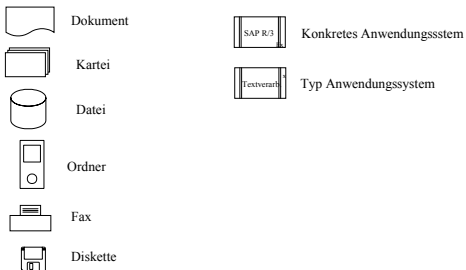 Dokument
Kartei
Datei
Ordner
Fax
Diskette
SAP R/3
Konkretes Anwendungssstem
Textverarb
Typ Anwendungssystem